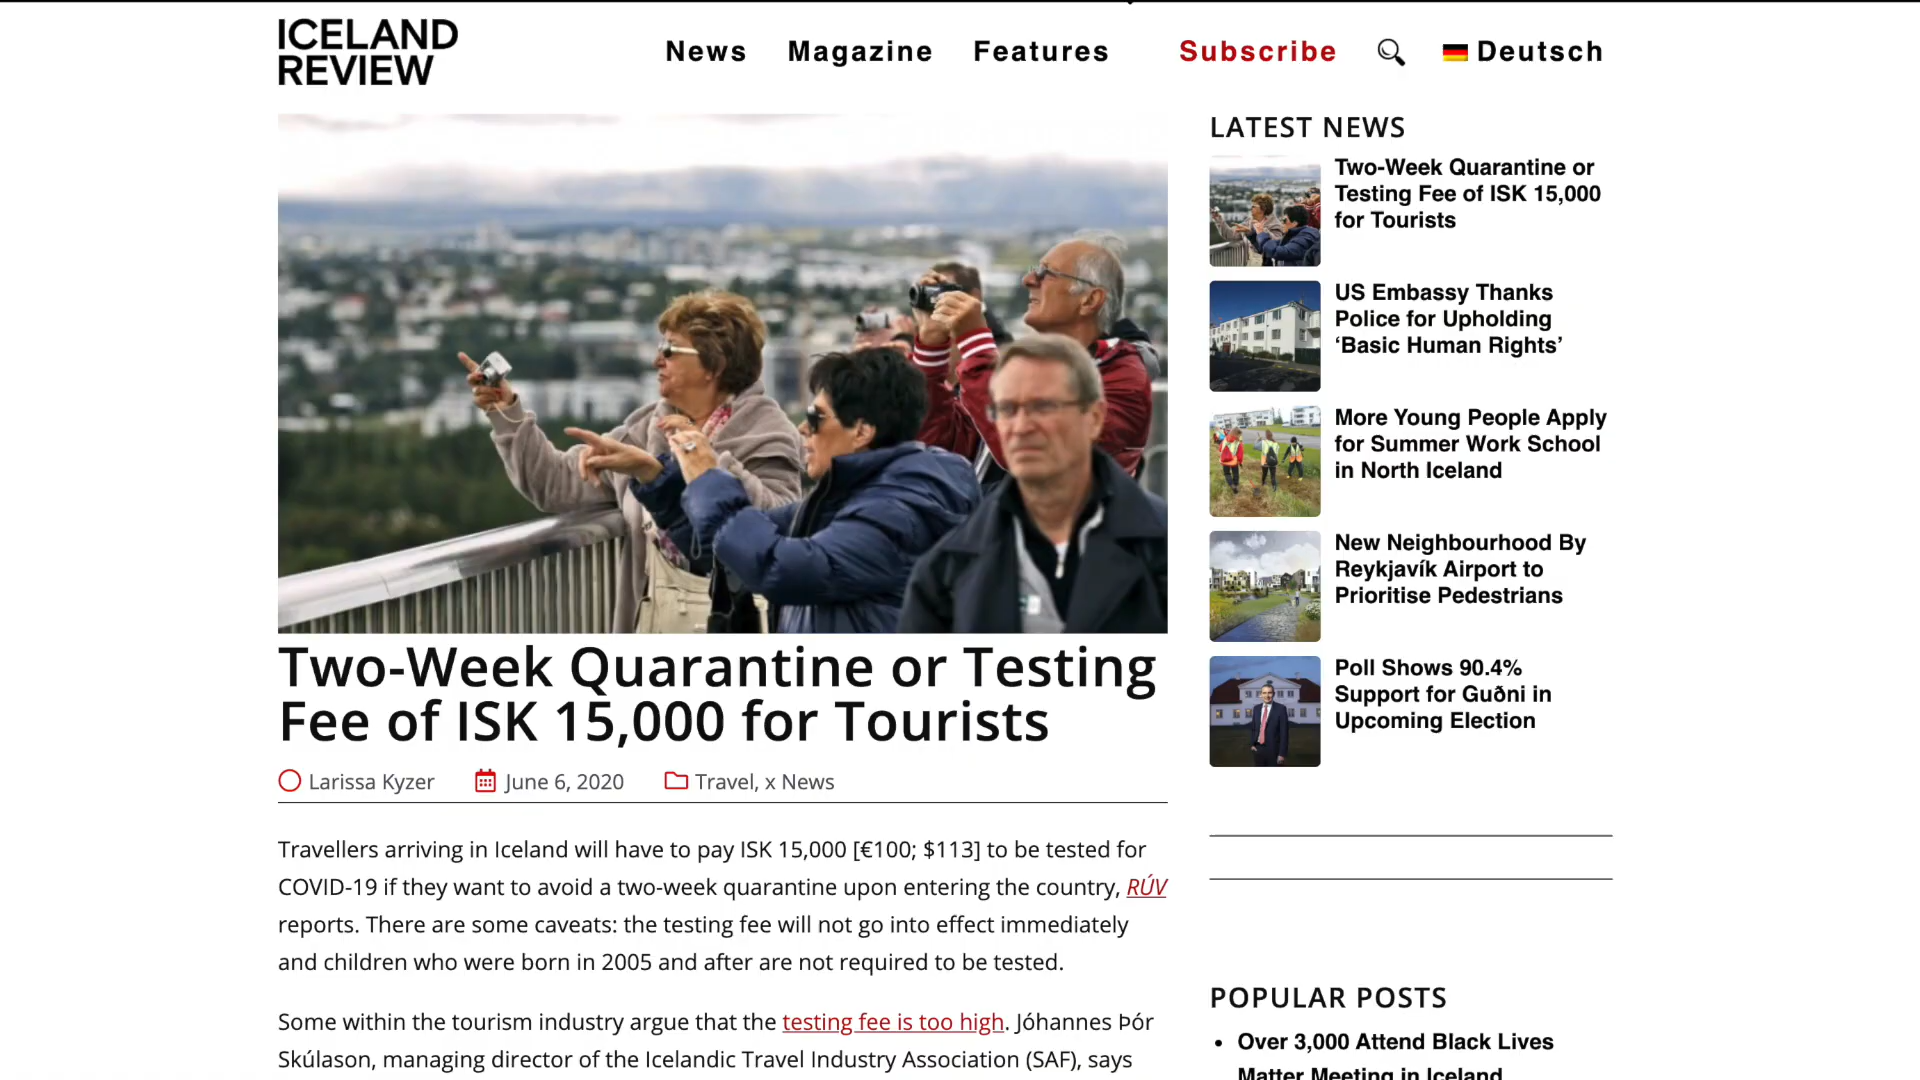 ICELAND
REVIEW
News
Magazine
Features
Subscribe
Deutsch
Two-Week Quarantine or Testing
Fee of ISK 15,000 for Tourists
Larissa Kyzer
June 6, 2020
Travel, x News
Travellers arriving in Iceland will have to pay ISK 15,000 [€100; $113] to be tested for
COVID-19 if they want to avoid a two-week quarantine upon entering the country, RÚV
reports. There are some caveats: the testing fee will not go into effect immediately
and children who were born in 2005 and after are not required to be tested.
Some within the tourism industry argue that the testing fee is too high. Jóhannes Þór
Skúlason, managing director of the Icelandic Travel Industry Association (SAF), says
LATEST NEWS
Two-Week Quarantine or
Testing Fee of ISK 15,000
for Tourists
US Embassy Thanks
Police for Upholding
‘Basic Human Rights’
More Young People Apply
for Summer Work School
in North Iceland
New Neighbourhood By
Reykjavík Airport to
Prioritise Pedestrians
Poll Shows 90.4%
Support for Guðni in
Upcoming Election
POPULAR POSTS
• Over 3,000 Attend Black Lives
Matter Meeting in Iceland